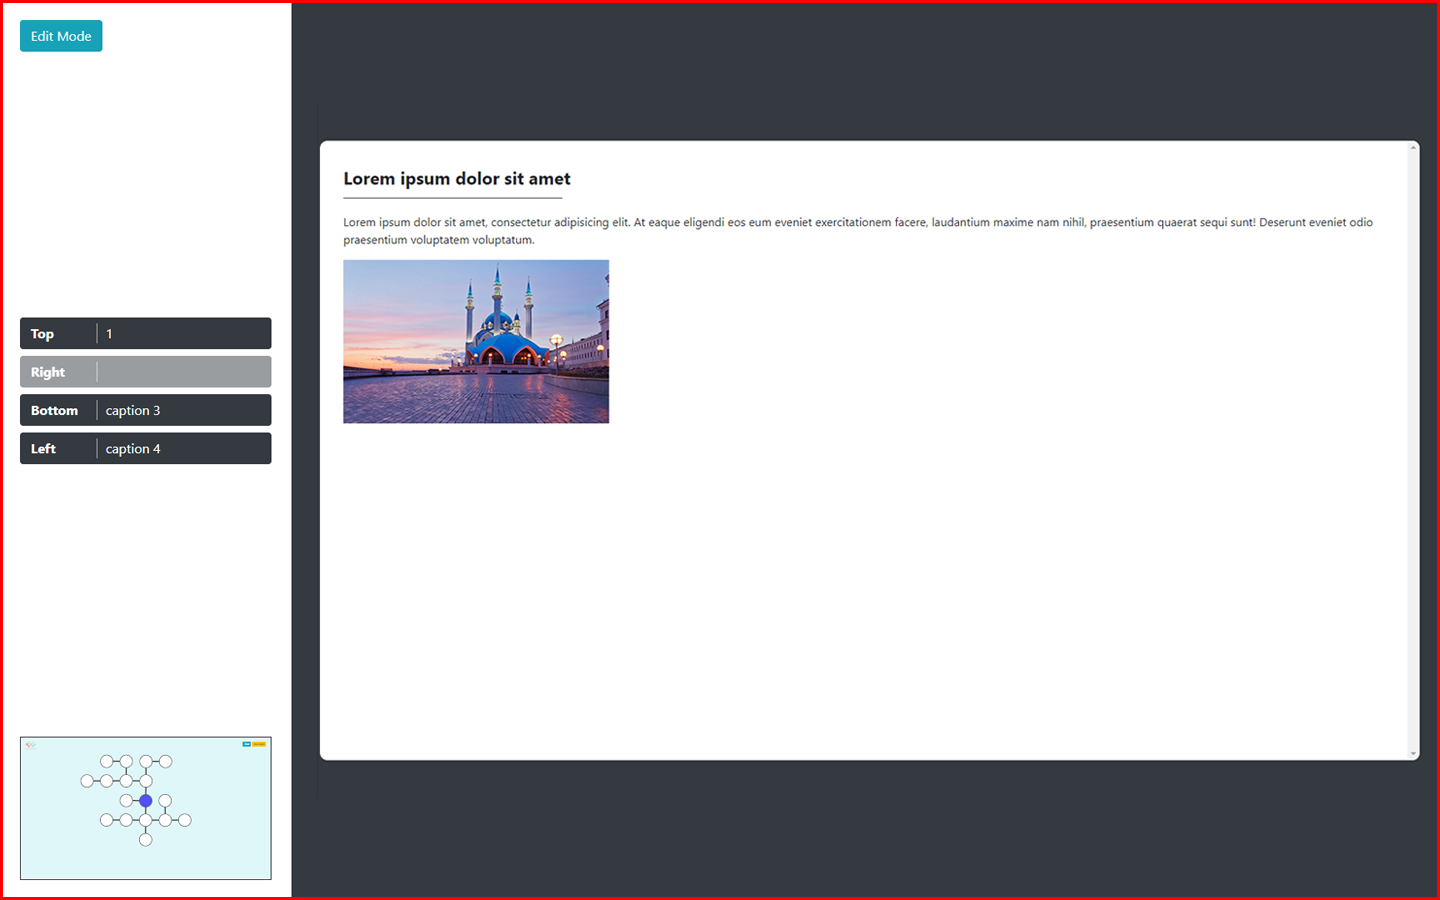 Edit Mode
Top 1
Right
Bottom caption 3
Left caption 4
Lorem ipsum dolor sit amet
Lorem ipsum dolor sit amet, consectetur adipisicing elit. At eaque eligendi eos eum eveniet exercitationem facere, laudantium maxime nam nihil, praesentium quaerat sequi sunt! Deserunt eveniet odio
praesentium voluptatem voluptatum.